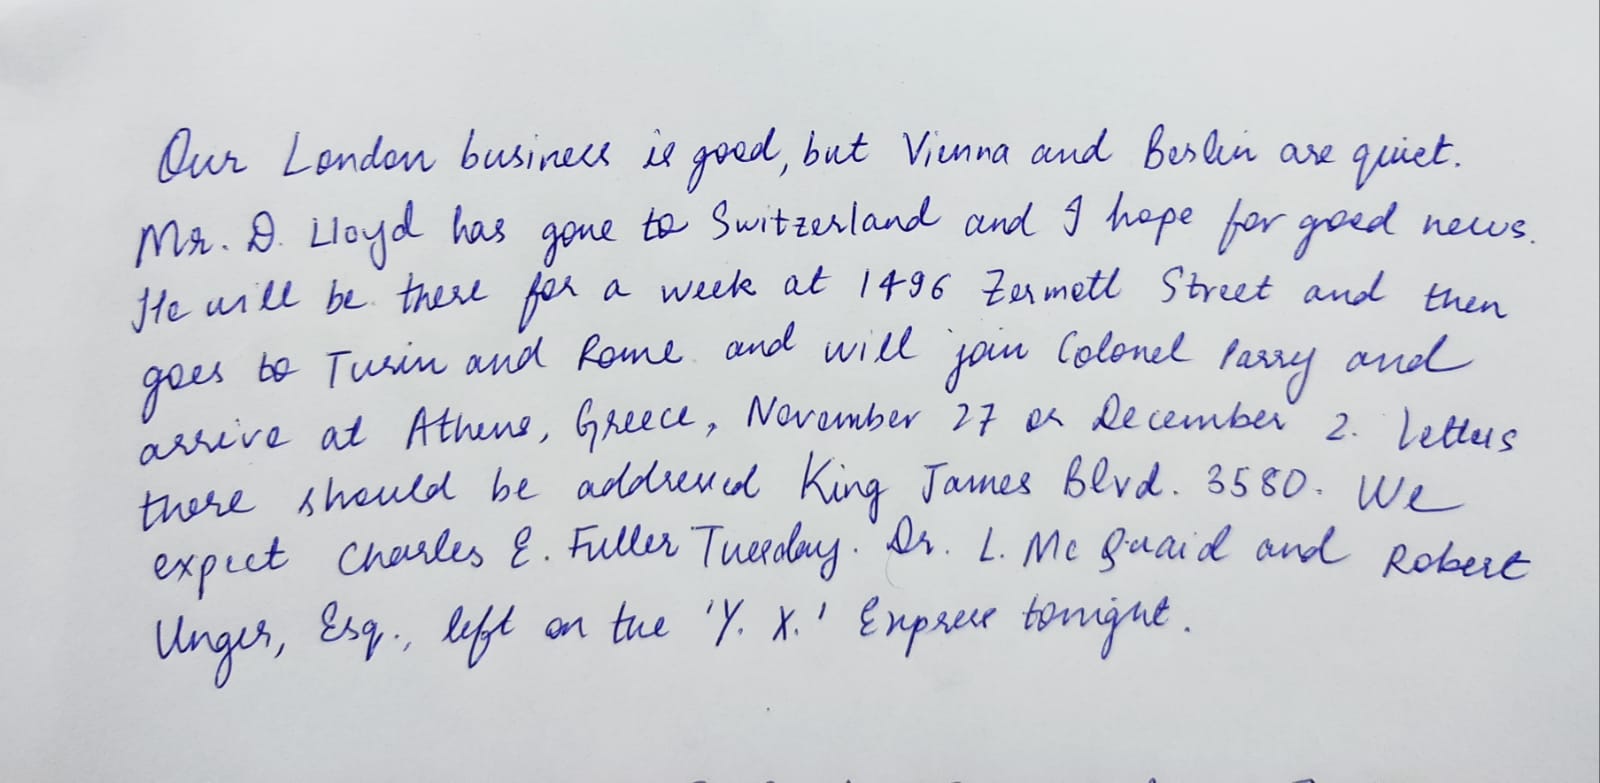 Our London business is good, but Vienna and Berlin are quiet.
Mr. D. Lloyd has gone to Switzerland and I hope for good news.
He will be there for a week at 1496 Zermott Street and then
goes to Turin and Rome and will join Colonel Parry and
arrive at Athens, Greece, November 27 or December 2. Letters
there should be addressed King James Blvd. 3580. We
expect Charles E. Fuller Tuesday. Dr. L. Mc Quaid and Robert
Unger, Esq., left on the 'Y. X.' Express tonight.